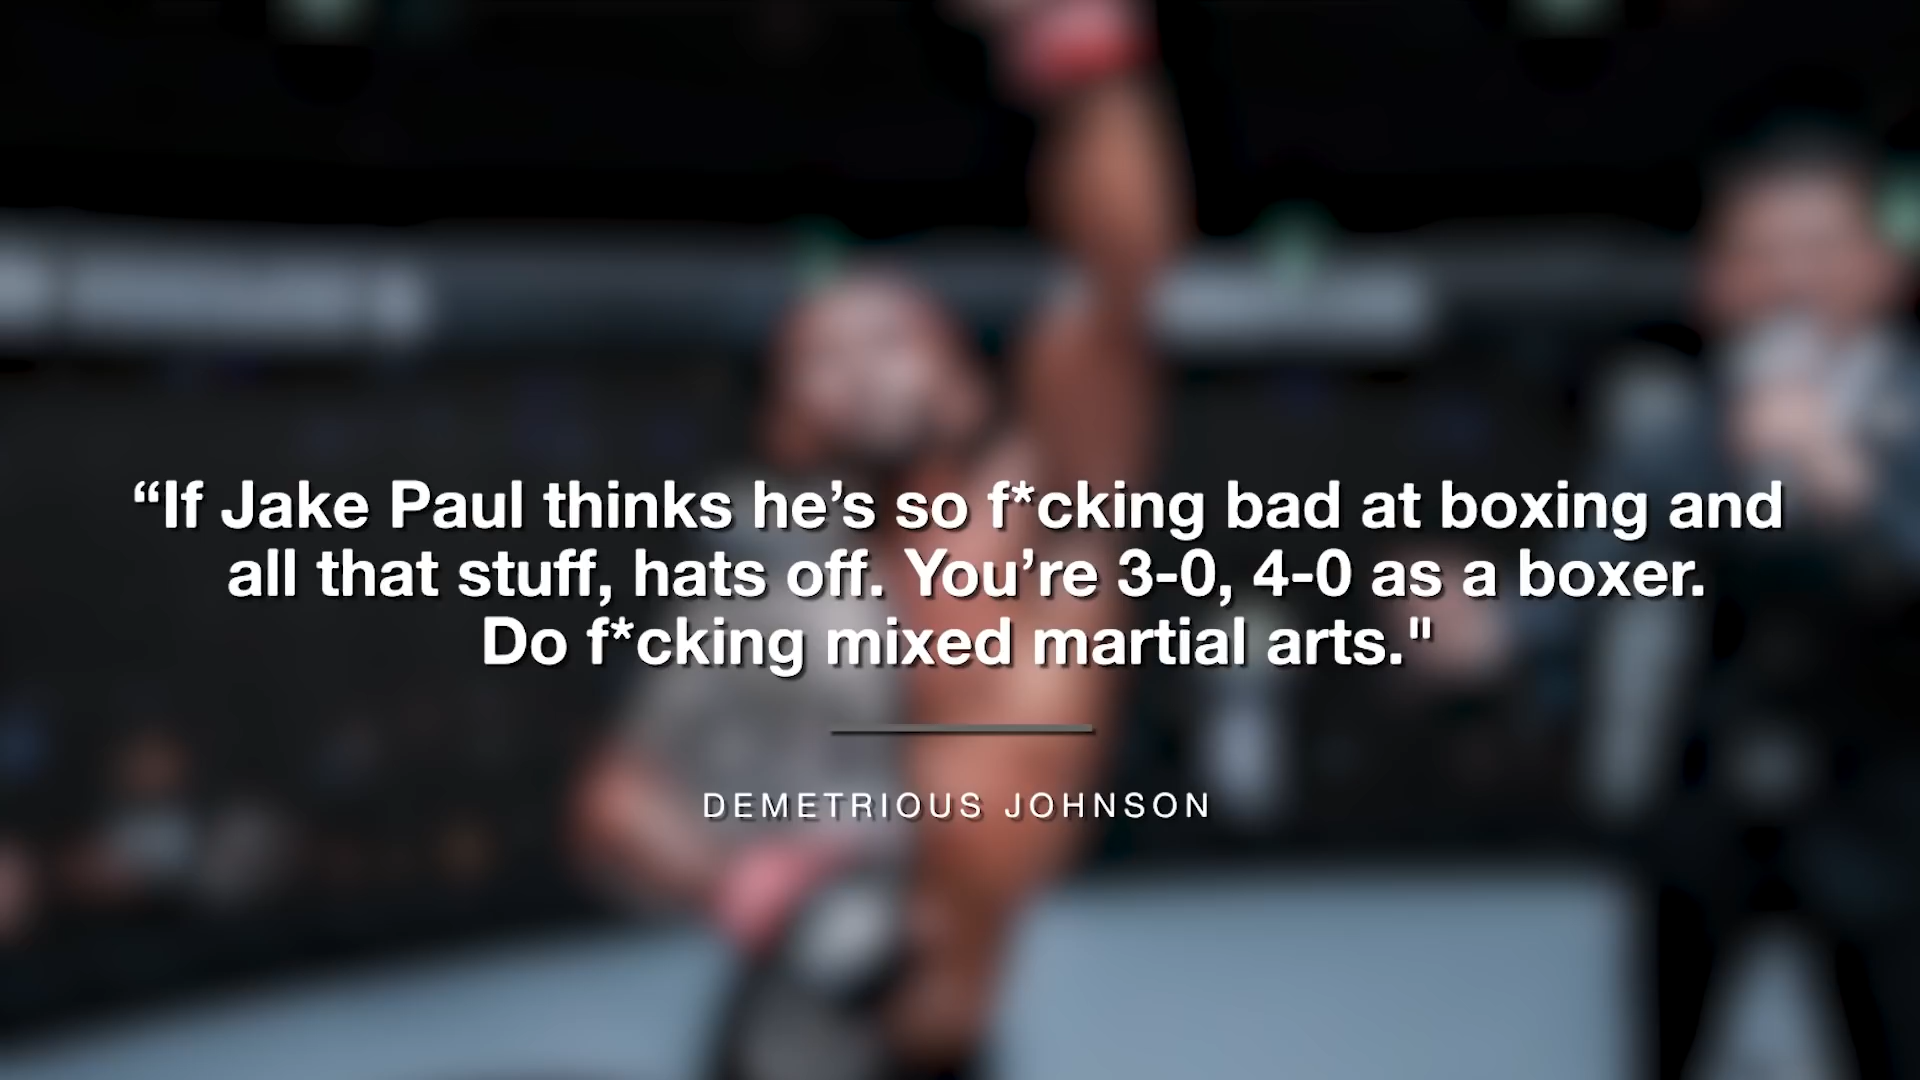 “If Jake Paul thinks he’s so f*cking bad at boxing and
all that stuff, hats off. You’re 3-0, 4-0 as a boxer.
Do f*cking mixed martial arts."
DEMETRIOUS JOHNSON